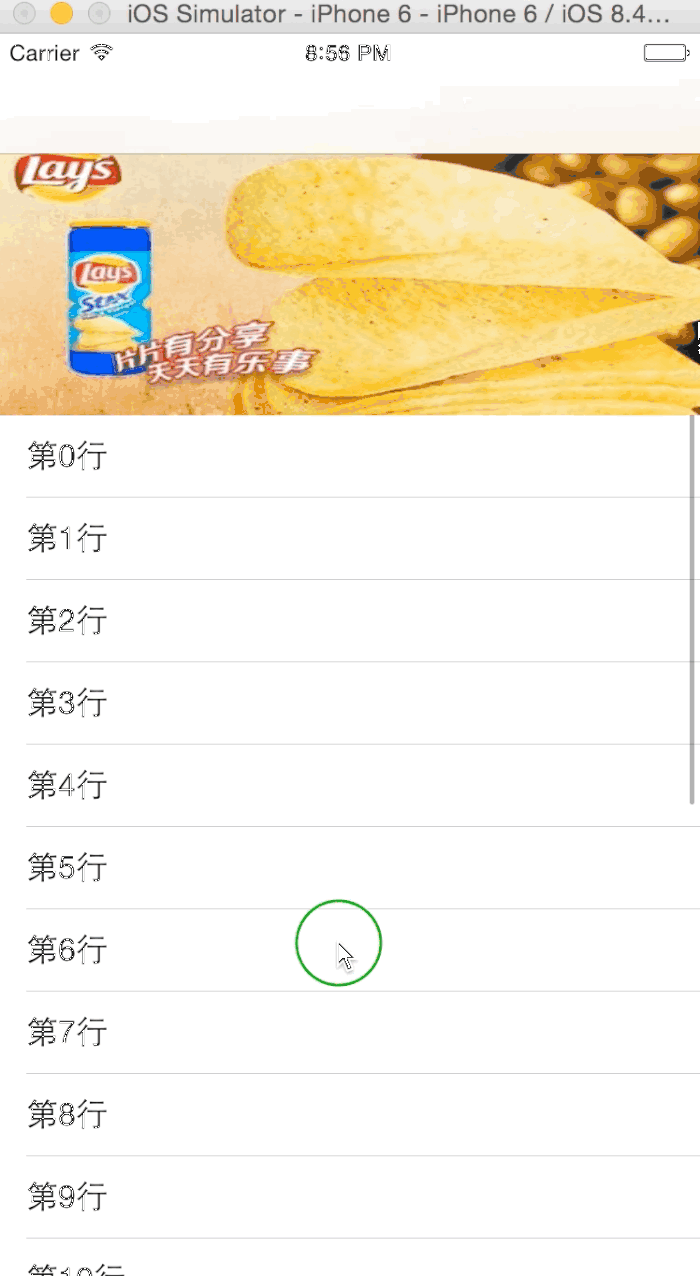 iOS Simulator - iPhone 6 - iPhone 6 / iOS 8.4...
Carrier
8:56 PM
Lay's
Lay's
Stax
片片有分享
天天有乐事
第0行
第1行
第2行
第3行
第4行
第5行
第6行
第7行
第8行
第9行
第10行